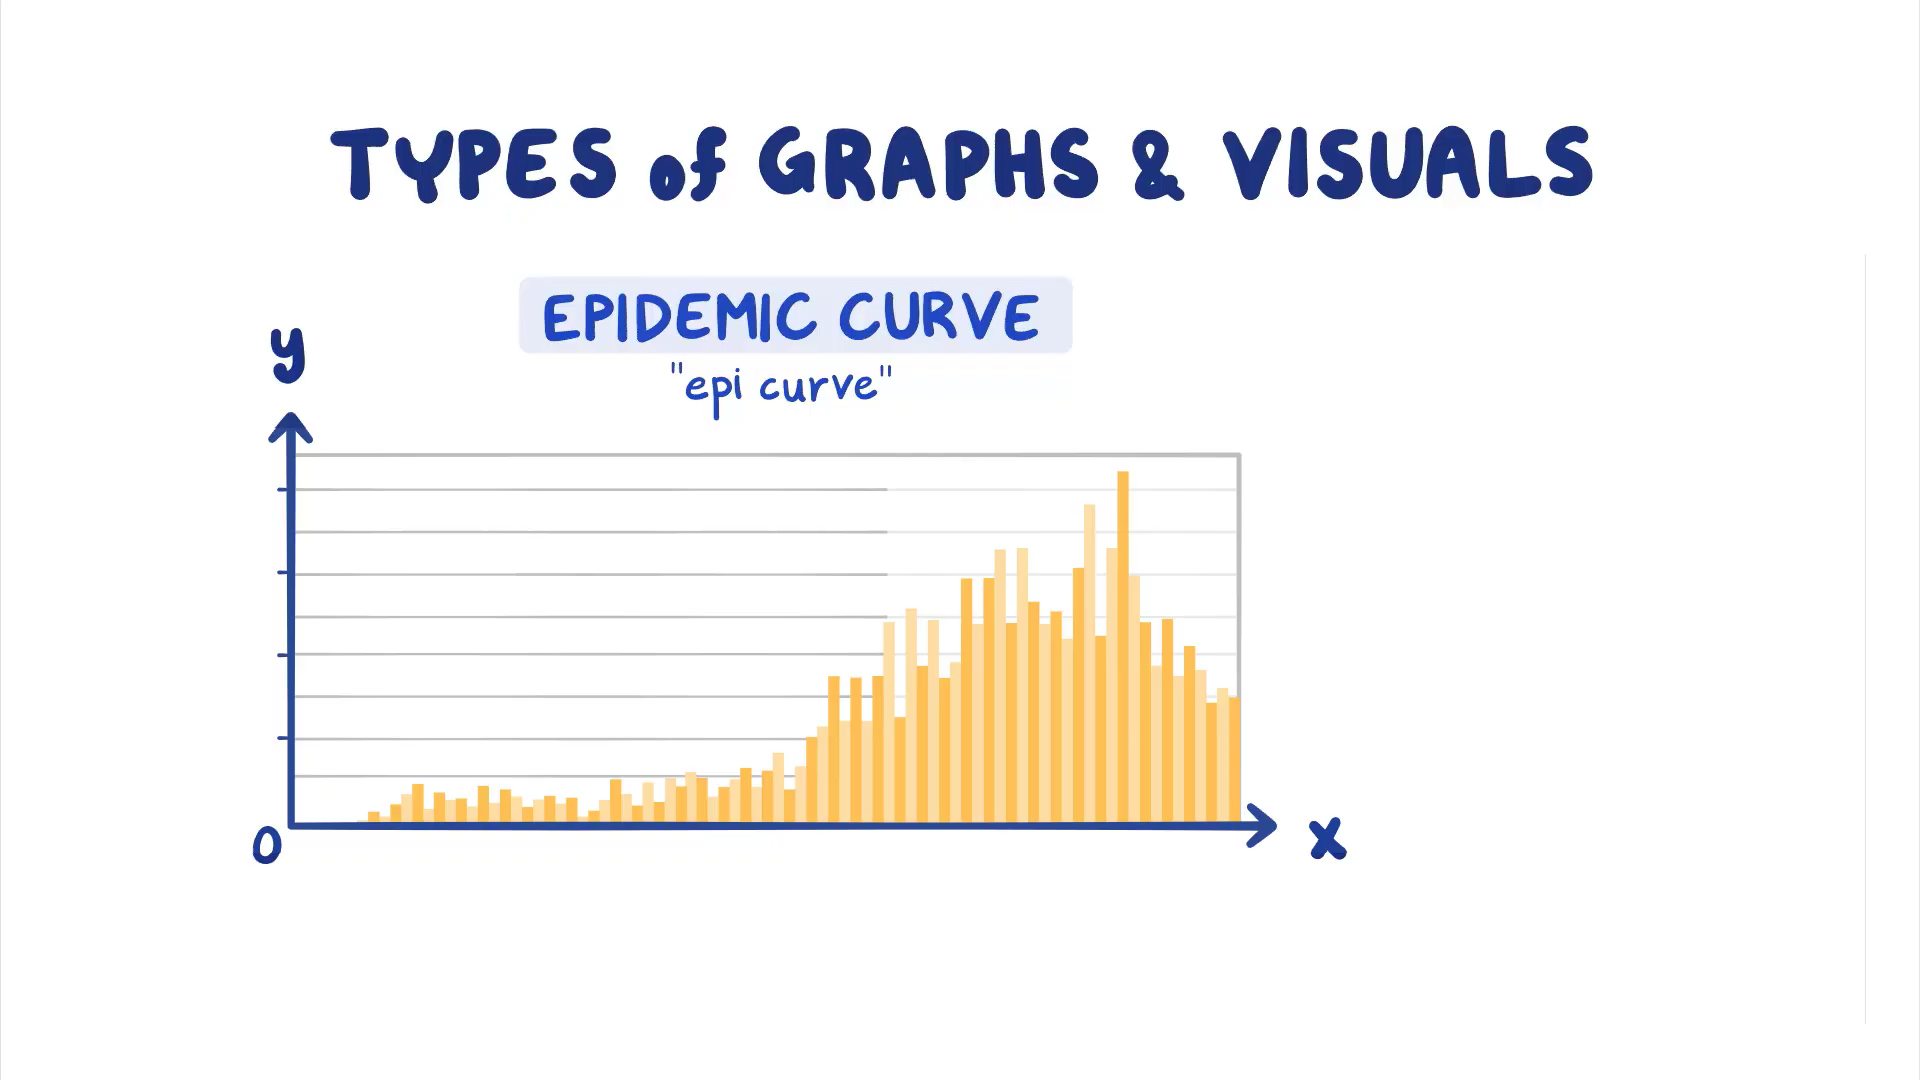 TYPES of GRAPHS & VISUALS
EPIDEMIC CURVE
"epi curve"
y
0
x